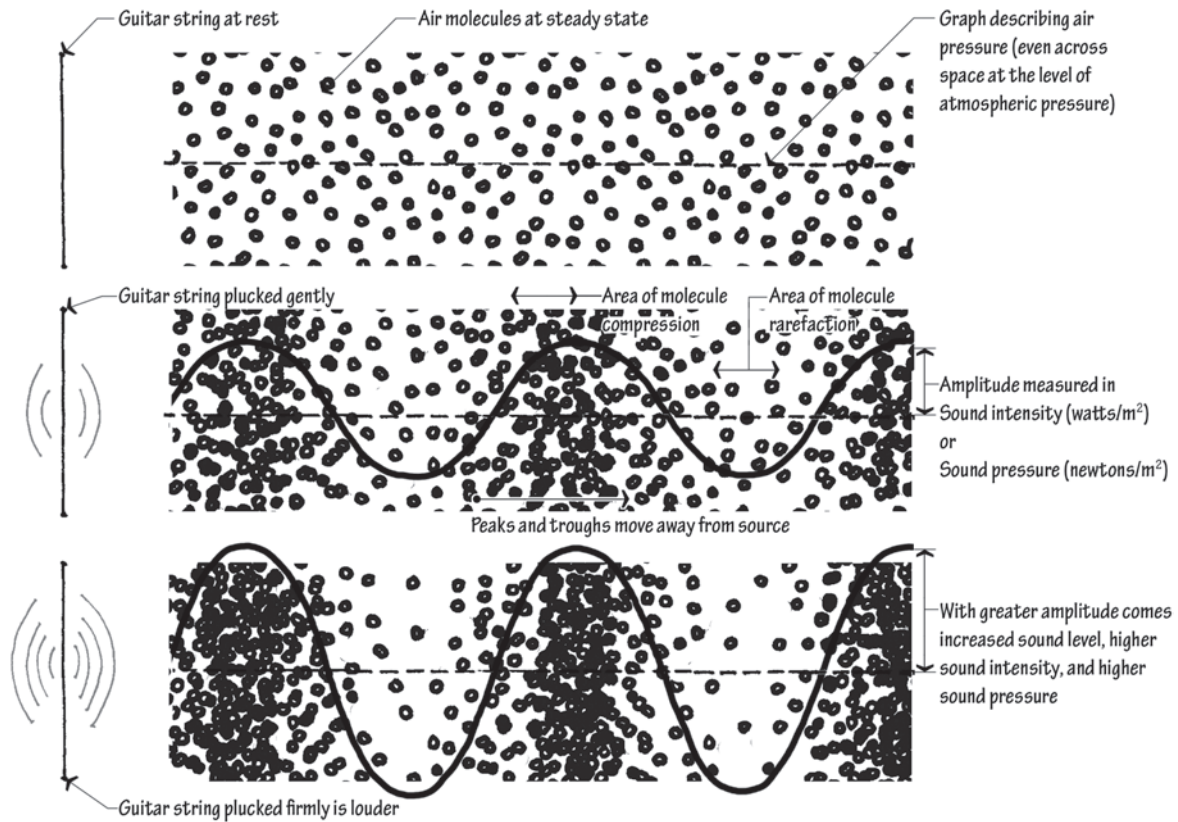 Guitar string at rest
Air molecules at steady state
Graph describing air
pressure (even across
space at the level of
atmospheric pressure)
Guitar string plucked gently
Area of molecule
compression
Area of molecule
rarefaction
Amplitude measured in
Sound intensity (watts/m²)
or
Sound pressure (newtons/m²)
Peaks and troughs move away from source
With greater amplitude comes
increased sound level, higher
sound intensity, and higher
sound pressure
Guitar string plucked firmly is louder